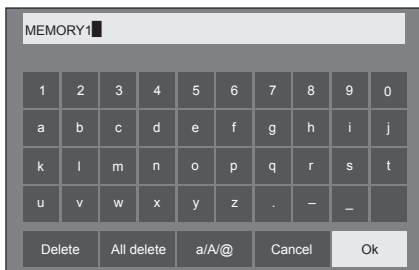 MEMORY1
1 2 3 4 5 6 7 8 9 0
a b c d e f g h i j
k l m n o p q r s t
u v w x y z . – _
Delete All delete a/A/@ Cancel Ok